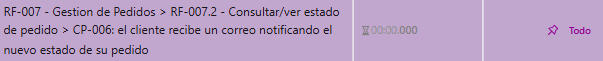 RF-007 - Gestion de Pedidos > RF-007.2 - Consultar/ver estado
de pedido > CP-006: el cliente recibe un correo notificando el
nuevo estado de su pedido
00:00.000
Todo